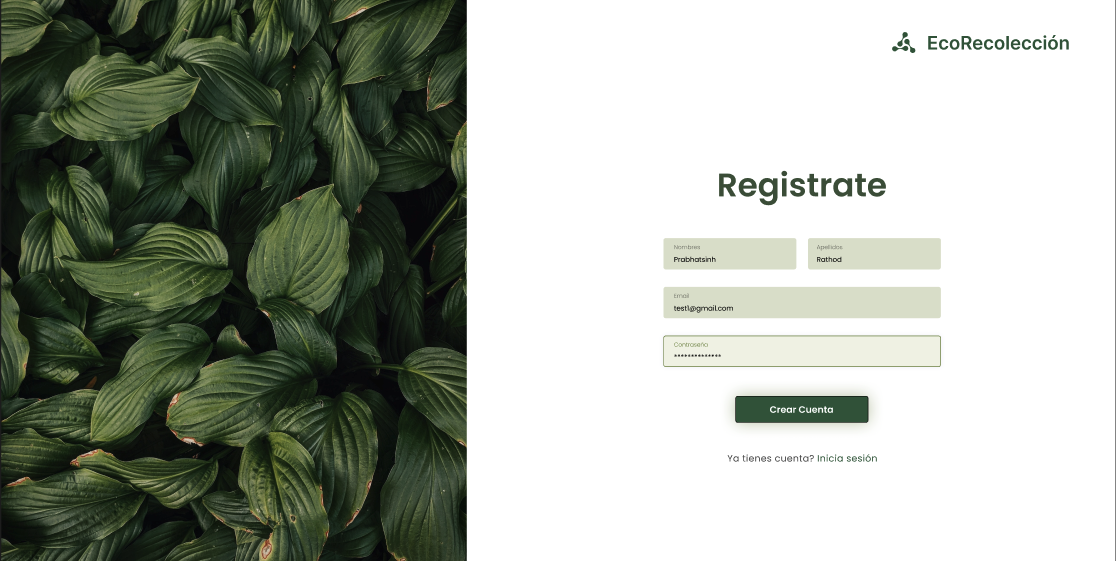 EcoRecolección
Registrate
Nombres
Prabhatsinh
Apellidos
Rathod
Email
test1@gmail.com
Contraseña
**************
Crear Cuenta
Ya tienes cuenta? Inicia sesión